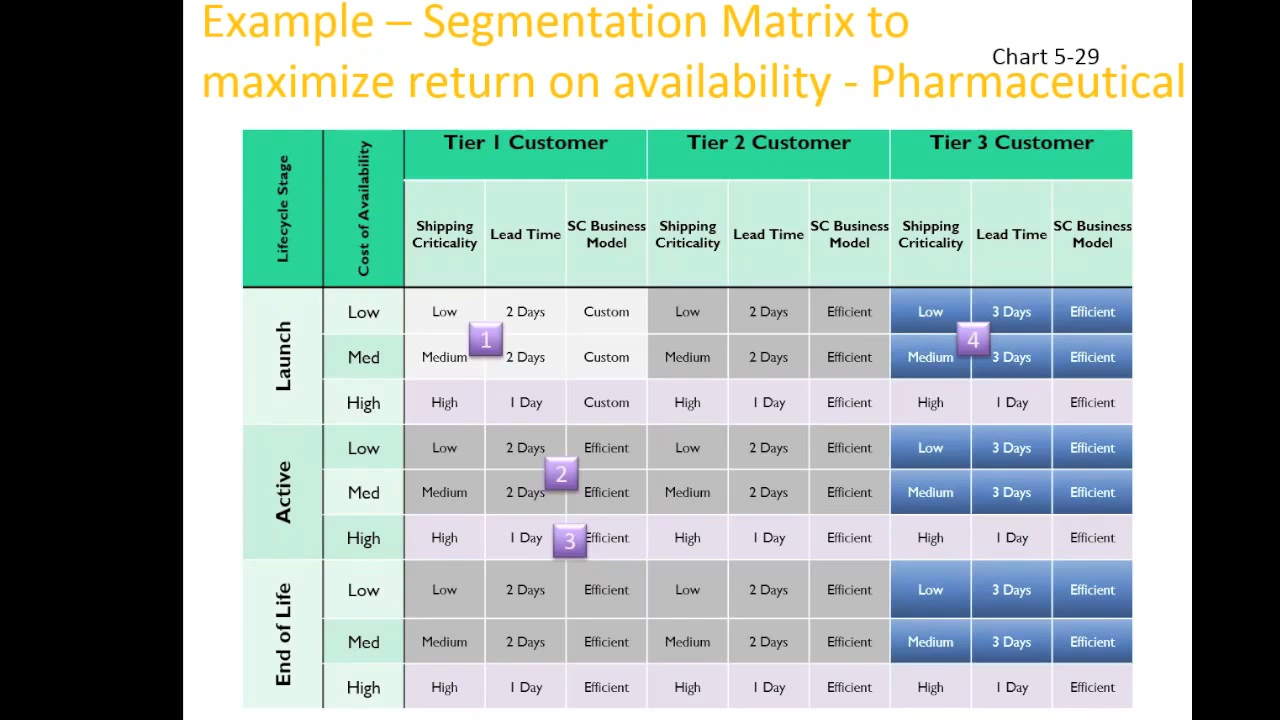 Example – Segmentation Matrix to
Chart 5-29
maximize return on availability - Pharmaceutical
Lifecycle Stage
Cost of Availability
Tier 1 Customer Tier 2 Customer Tier 3 Customer
Shipping Criticality Lead Time SC Business Model Shipping Criticality Lead Time SC Business Model Shipping Criticality Lead Time SC Business Model
Launch
Low Low 2 Days Custom Low 2 Days Efficient Low 3 Days Efficient
1 4
Med Medium 2 Days Custom Medium 2 Days Efficient Medium 3 Days Efficient
High High 1 Day Custom High 1 Day Efficient High 1 Day Efficient
Active
Low Low 2 Days Efficient Low 2 Days Efficient Low 3 Days Efficient
2
Med Medium 2 Days Efficient Medium 2 Days Efficient Medium 3 Days Efficient
High High 1 Day 3 Efficient High 1 Day Efficient High 1 Day Efficient
End of Life
Low Low 2 Days Efficient Low 2 Days Efficient Low 3 Days Efficient
Med Medium 2 Days Efficient Medium 2 Days Efficient Medium 3 Days Efficient
High High 1 Day Efficient High 1 Day Efficient High 1 Day Efficient